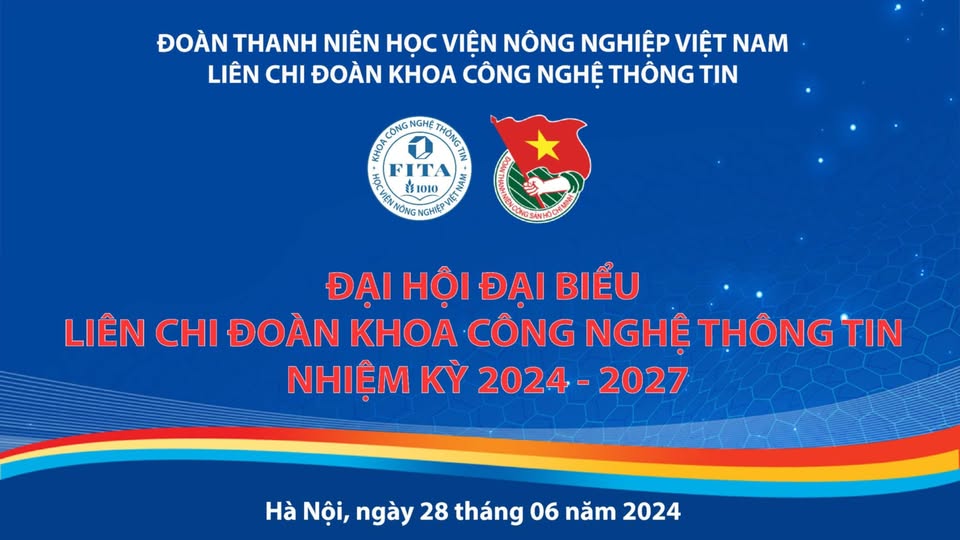 ĐOÀN THANH NIÊN HỌC VIỆN NÔNG NGHIỆP VIỆT NAM
LIÊN CHI ĐOÀN KHOA CÔNG NGHỆ THÔNG TIN
KHOA CÔNG NGHỆ THÔNG TIN
FITA
1010
HỌC VIỆN NÔNG NGHIỆP VIỆT NAM
ĐOÀN THANH NIÊN CỘNG SẢN HỒ CHÍ MINH
ĐẠI HỘI ĐẠI BIỂU
LIÊN CHI ĐOÀN KHOA CÔNG NGHỆ THÔNG TIN
NHIỆM KỲ 2024 - 2027
Hà Nội, ngày 28 tháng 06 năm 2024